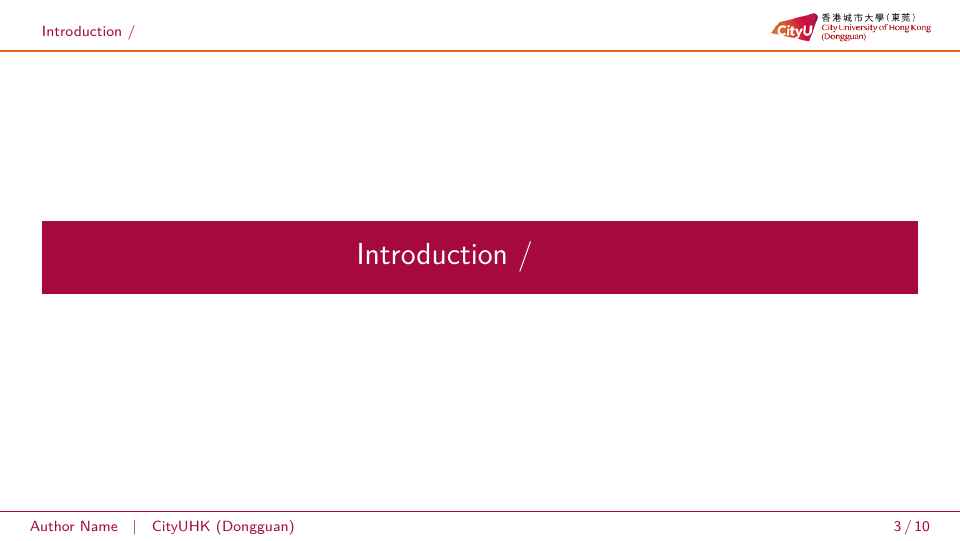 Introduction /
CityU
香港城市大學(東莞)
City University of Hong Kong
(Dongguan)
Introduction /
Author Name | CityUHK (Dongguan)
3 / 10